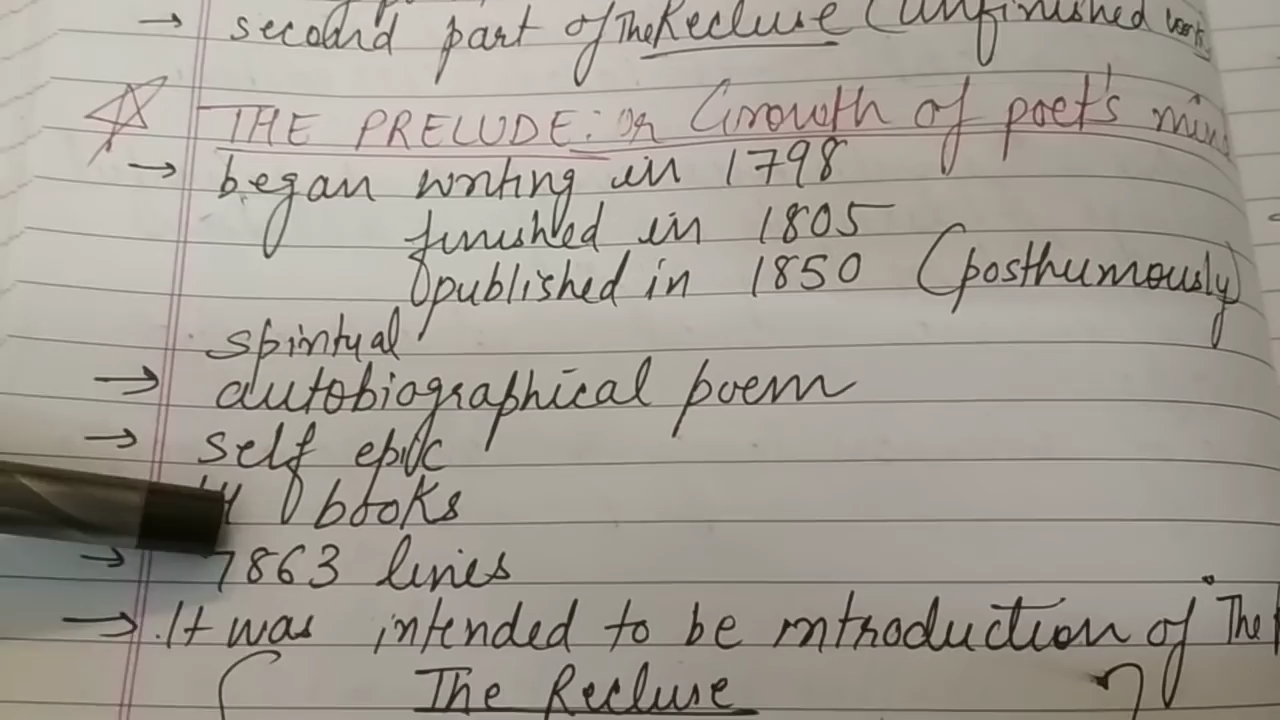 → second part of The Recluse (Unfinished work
THE PRELUDE: or Growth of poet's min
→ began writing in 1798
finished in 1805
published in 1850 (posthumously)
spiritual
→ autobiographical poem
→ self epic
books
→ 7863 lines
→ It was intended to be introduction of The
The Recluse